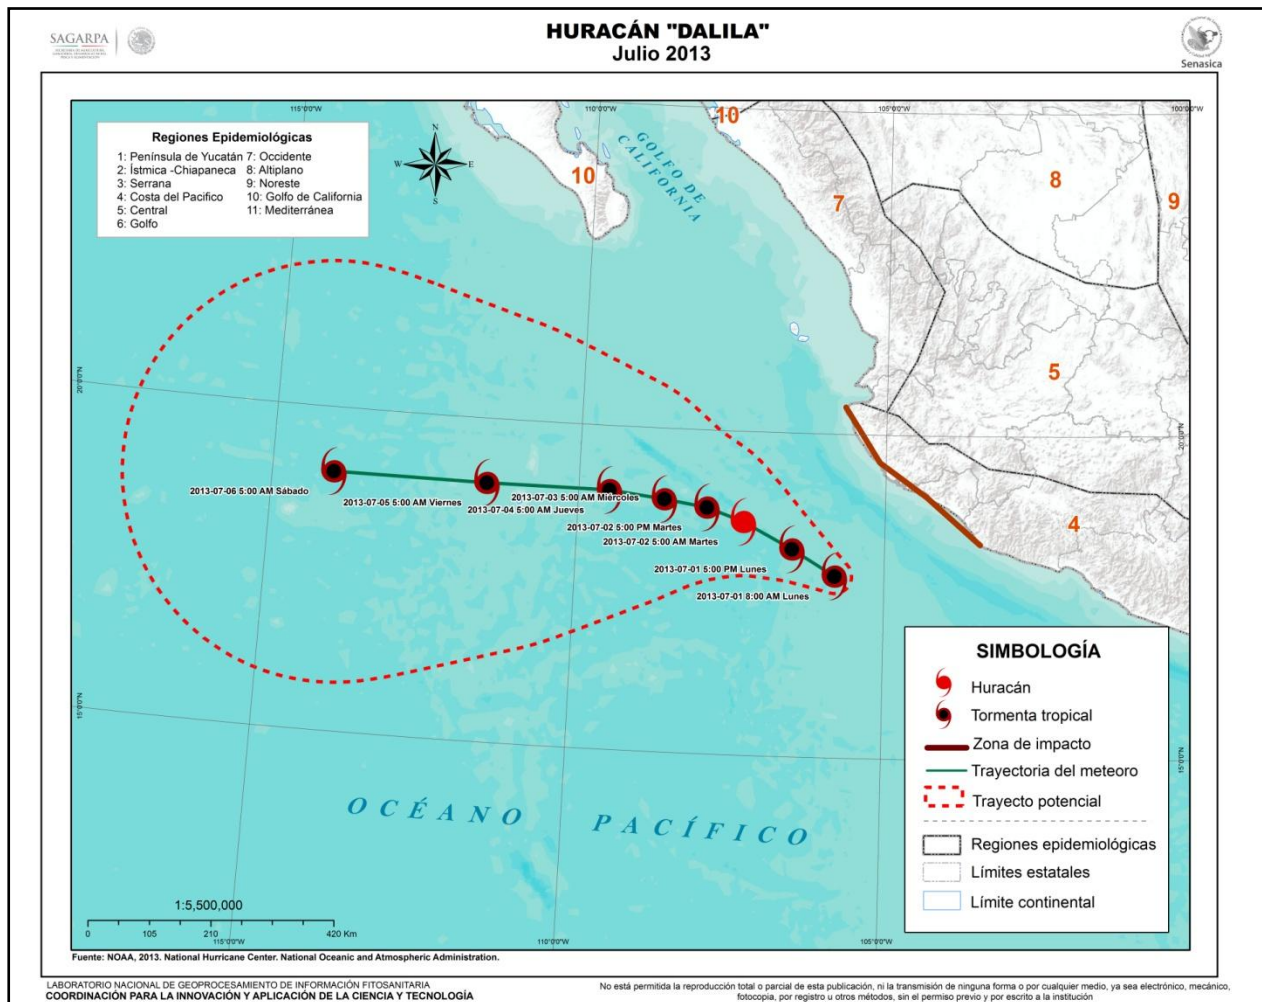 SAGARPA
HURACÁN "DALILA"
Julio 2013
Senasica
115°0'0"W
110°0'0"W
105°0'0"W
100°0'0"W
Regiones Epidemiológicas
1: Península de Yucatán 7: Occidente
2: Ístmica -Chiapaneca 8: Altiplano
3: Serrana 9: Noreste
4: Costa del Pacifico 10: Golfo de California
5: Central 11: Mediterránea
6: Golfo
N
W E
S
GOLFO DE
CALIFORNIA
10
10
7
8
9
5
4
20°0'0"N
20°0'0"N
2013-07-06 5:00 AM Sábado
2013-07-05 5:00 AM Viernes
2013-07-04 5:00 AM Jueves
2013-07-03 5:00 AM Miércoles
2013-07-02 5:00 PM Martes
2013-07-02 5:00 AM Martes
2013-07-01 5:00 PM Lunes
2013-07-01 8:00 AM Lunes
15°0'0"N
15°0'0"N
OCÉANO PACÍFICO
SIMBOLOGÍA
Huracán
Tormenta tropical
Zona de impacto
Trayectoria del meteoro
Trayecto potencial
Regiones epidemiológicas
Límites estatales
Límite continental
1:5,500,000
0 105 210 420 Km
115°0'0"W
110°0'0"W
105°0'0"W
Fuente: NOAA, 2013. National Hurricane Center. National Oceanic and Atmospheric Administration.
LABORATORIO NACIONAL DE GEOPROCESAMIENTO DE INFORMACIÓN FITOSANITARIA
COORDINACIÓN PARA LA INNOVACIÓN Y APLICACIÓN DE LA CIENCIA Y TECNOLOGÍA
No está permitida la reproducción total o parcial de esta publicación, ni la transmisión de ninguna forma o por cualquier medio, ya sea electrónico, mecánico,
fotocopia, por registro u otros métodos, sin el permiso previo y por escrito a la institución